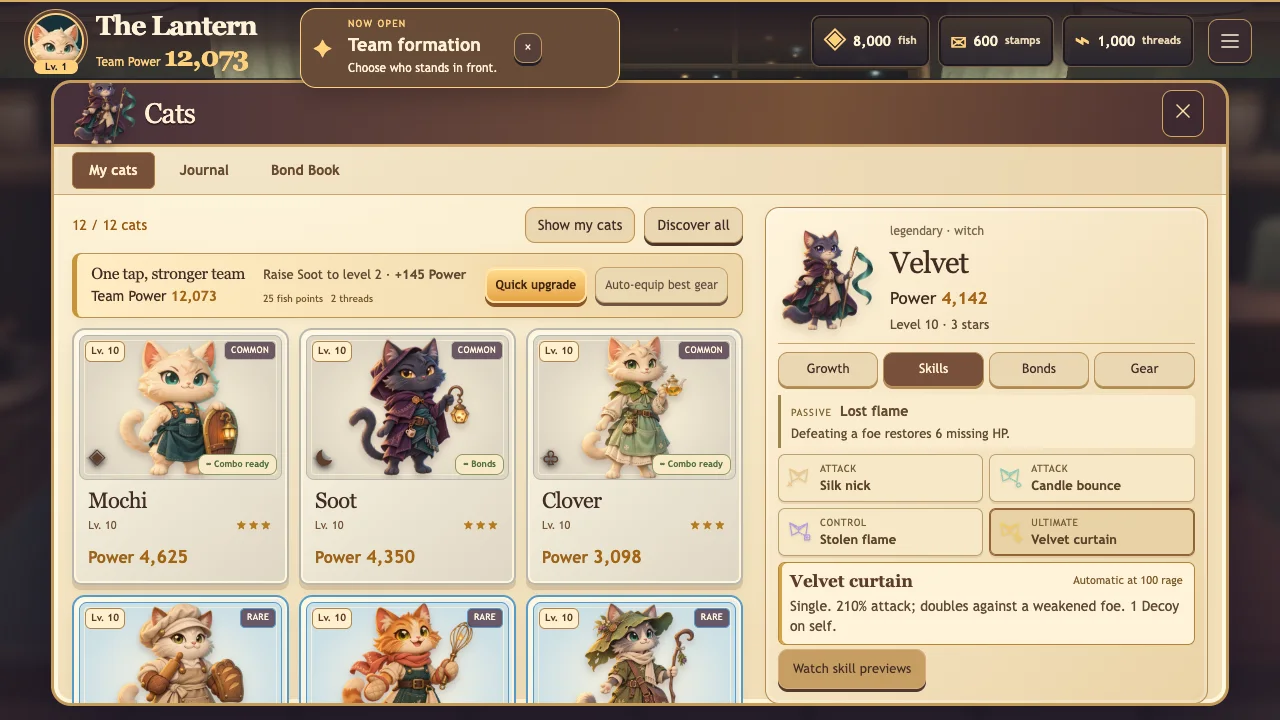 The Lantern
Team Power 12,073
Lv. 1
NOW OPEN
Team formation
Choose who stands in front.
×
8,000 fish
600 stamps
1,000 threads
Cats
My cats
Journal
Bond Book
12 / 12 cats
Show my cats
Discover all
One tap, stronger team
Team Power 12,073
Raise Soot to level 2 · +145 Power
25 fish points 2 threads
Quick upgrade
Auto-equip best gear
Lv. 10
COMMON
Combo ready
Mochi
Lv. 10
Power 4,625
Lv. 10
COMMON
Bonds
Soot
Lv. 10
Power 4,350
Lv. 10
COMMON
Combo ready
Clover
Lv. 10
Power 3,098
Lv. 10
RARE
Lv. 10
RARE
Lv. 10
RARE
legendary · witch
Velvet
Power 4,142
Level 10 · 3 stars
Growth
Skills
Bonds
Gear
PASSIVE Lost flame
Defeating a foe restores 6 missing HP.
ATTACK
Silk nick
ATTACK
Candle bounce
CONTROL
Stolen flame
ULTIMATE
Velvet curtain
Velvet curtain
Automatic at 100 rage
Single. 210% attack; doubles against a weakened foe. 1 Decoy
on self.
Watch skill previews